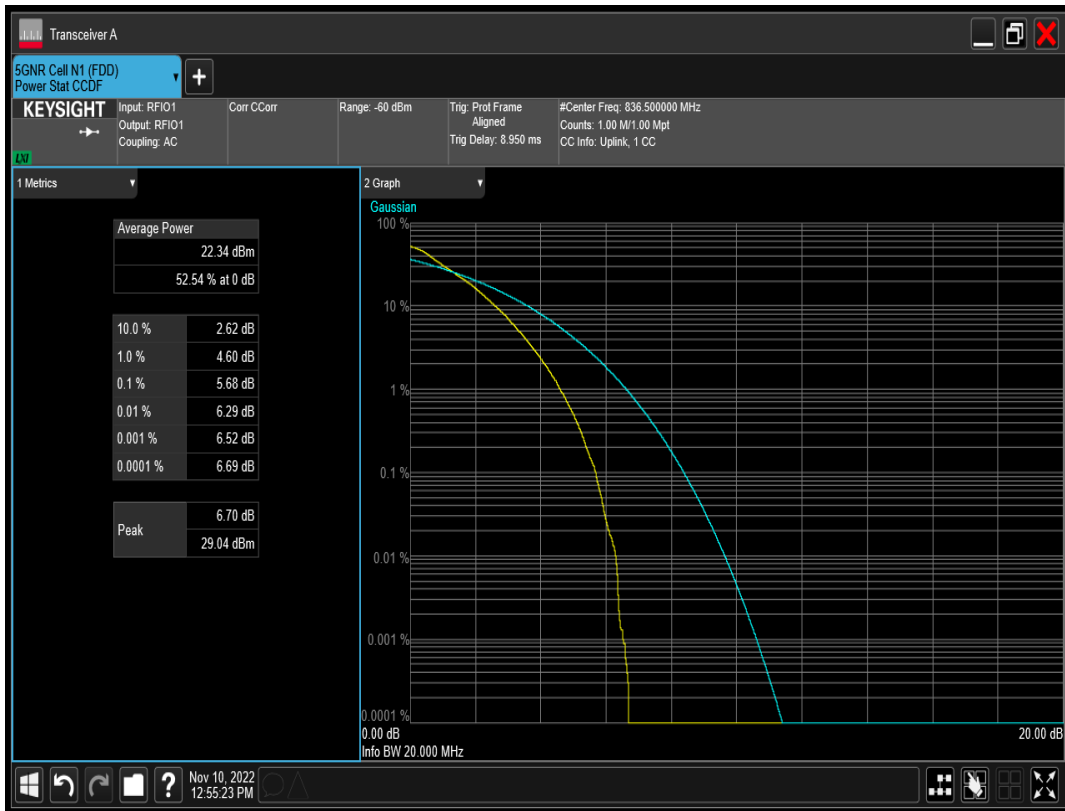 Transceiver A
5GNR Cell N1 (FDD)
Power Stat CCDF
KEYSIGHT
LXI
Input: RFIO1
Output: RFIO1
Coupling: AC
Corr CCorr
Range: -60 dBm
Trig: Prot Frame
Aligned
Trig Delay: 8.950 ms
#Center Freq: 836.500000 MHz
Counts: 1.00 M/1.00 Mpt
CC Info: Uplink, 1 CC
1 Metrics
Average Power
22.34 dBm
52.54 % at 0 dB
10.0 % 2.62 dB
1.0 % 4.60 dB
0.1 % 5.68 dB
0.01 % 6.29 dB
0.001 % 6.52 dB
0.0001 % 6.69 dB
Peak
6.70 dB
29.04 dBm
2 Graph
Gaussian
100 %
10 %
1 %
0.1 %
0.01 %
0.001 %
0.0001 %
0.00 dB 20.00 dB
Info BW 20.000 MHz
Nov 10, 2022
12:55:23 PM